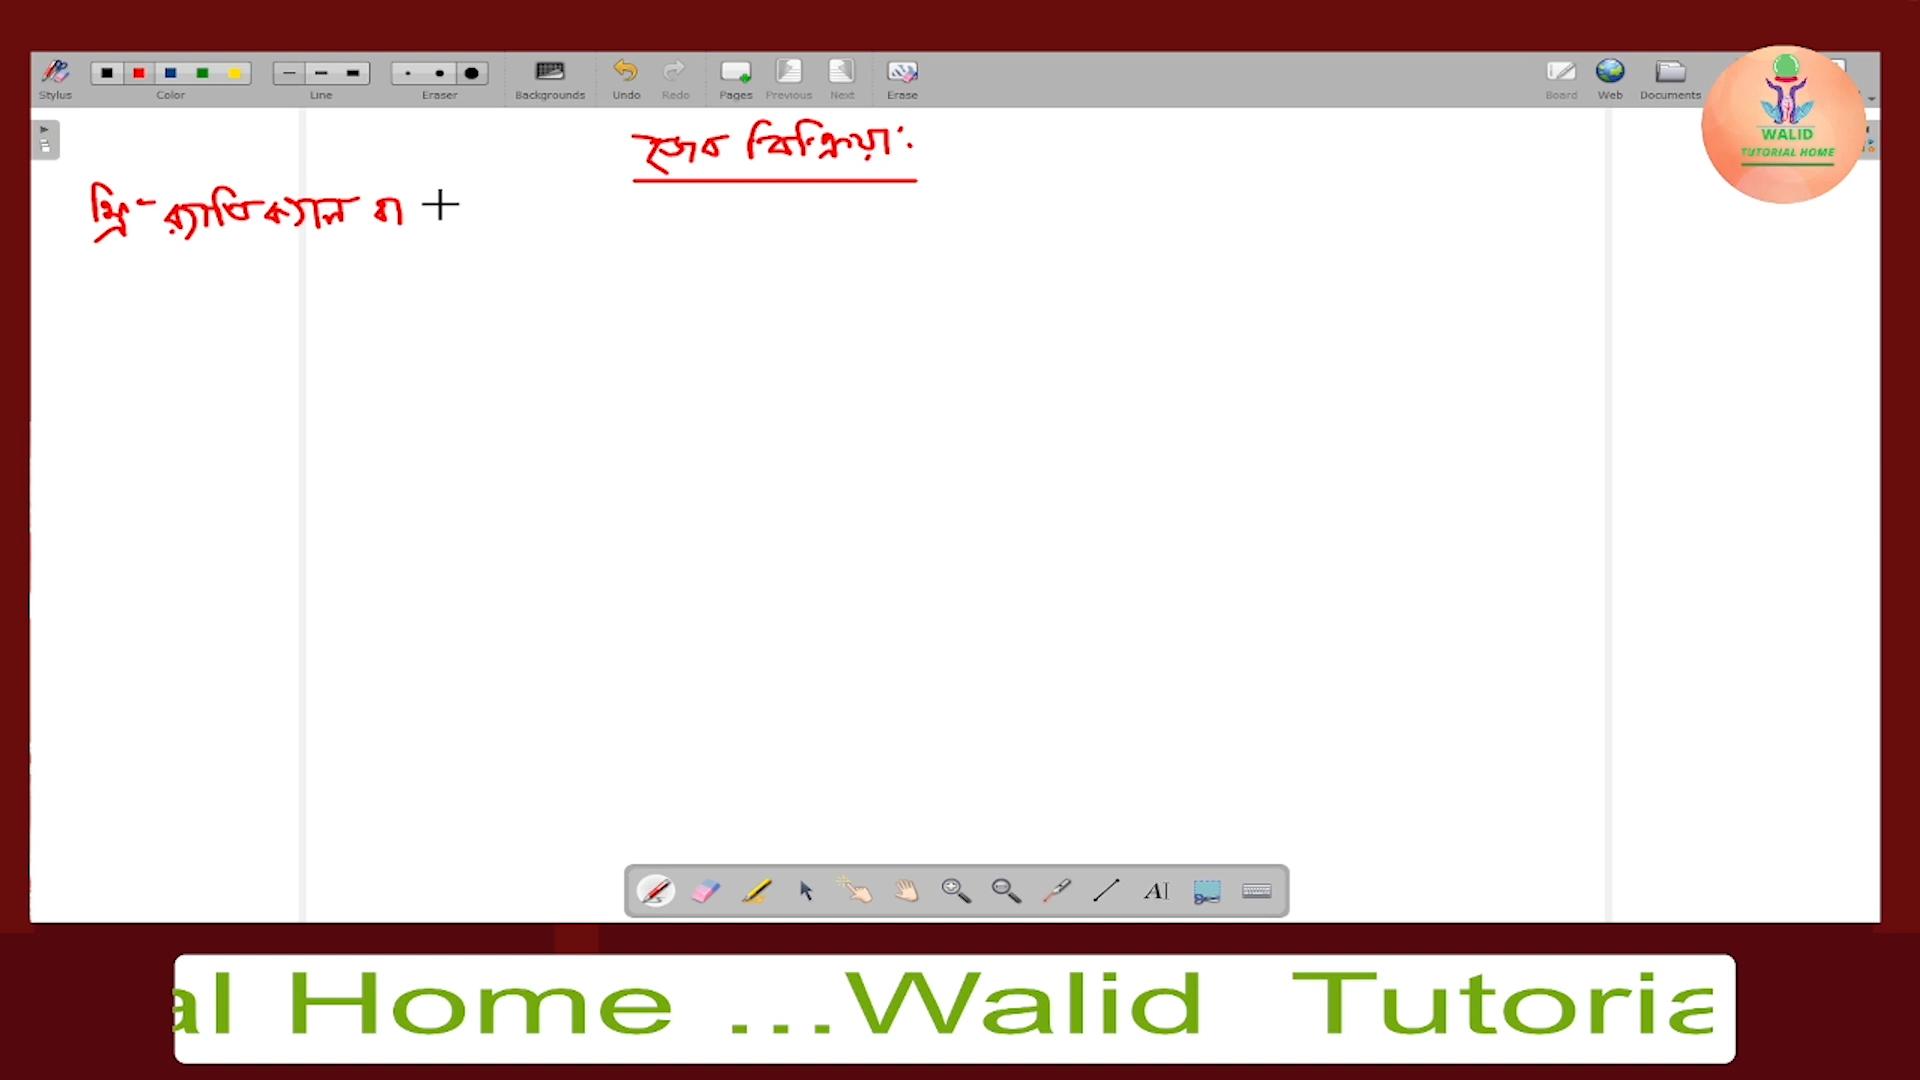 Stylus Color Line Eraser Backgrounds Undo Redo Pages Previous Next Erase Board Web Documents
WALID
TUTORIAL HOME
জৈব বিক্রিয়া:
ফ্রি-র‍্যাডিক্যাল বা
AI
al Home ...Walid Tutoria